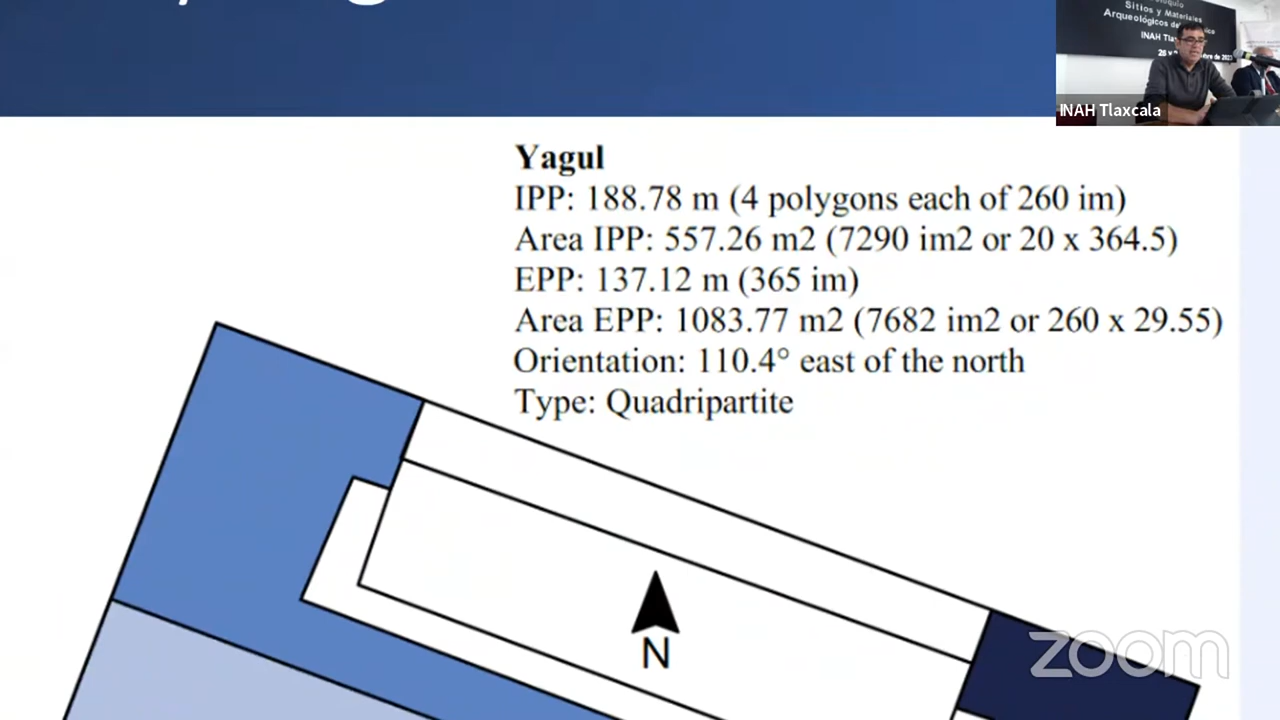 Sitios y Materiales
INAH Tlaxcala
Yagul
IPP: 188.78 m (4 polygons each of 260 im)
Area IPP: 557.26 m2 (7290 im2 or 20 x 364.5)
EPP: 137.12 m (365 im)
Area EPP: 1083.77 m2 (7682 im2 or 260 x 29.55)
Orientation: 110.4° east of the north
Type: Quadripartite
N
zoom